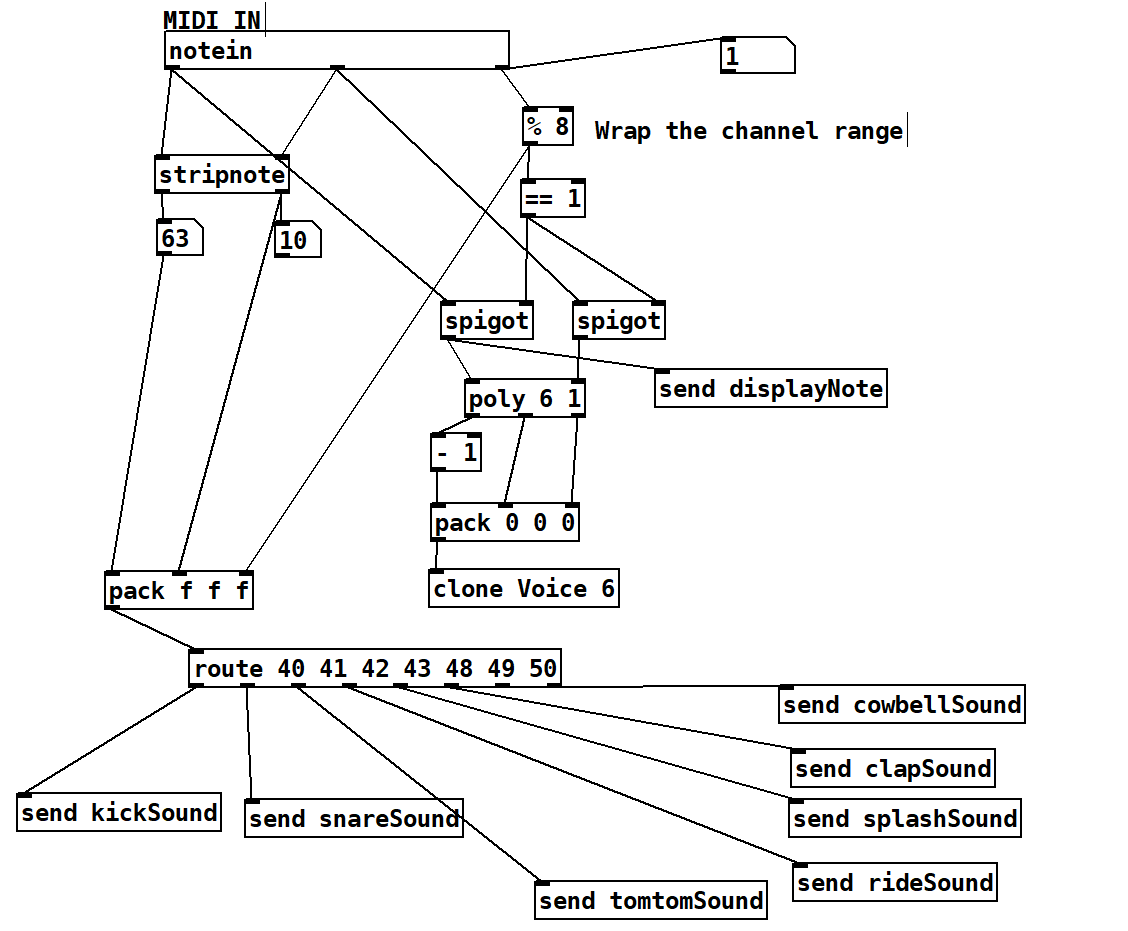 MIDI IN
notein
1
% 8
Wrap the channel range
stripnote
== 1
63
10
spigot
spigot
send displayNote
poly 6 1
- 1
pack 0 0 0
clone Voice 6
pack f f f
route 40 41 42 43 48 49 50
send cowbellSound
send clapSound
send kickSound
send snareSound
send splashSound
send rideSound
send tomtomSound